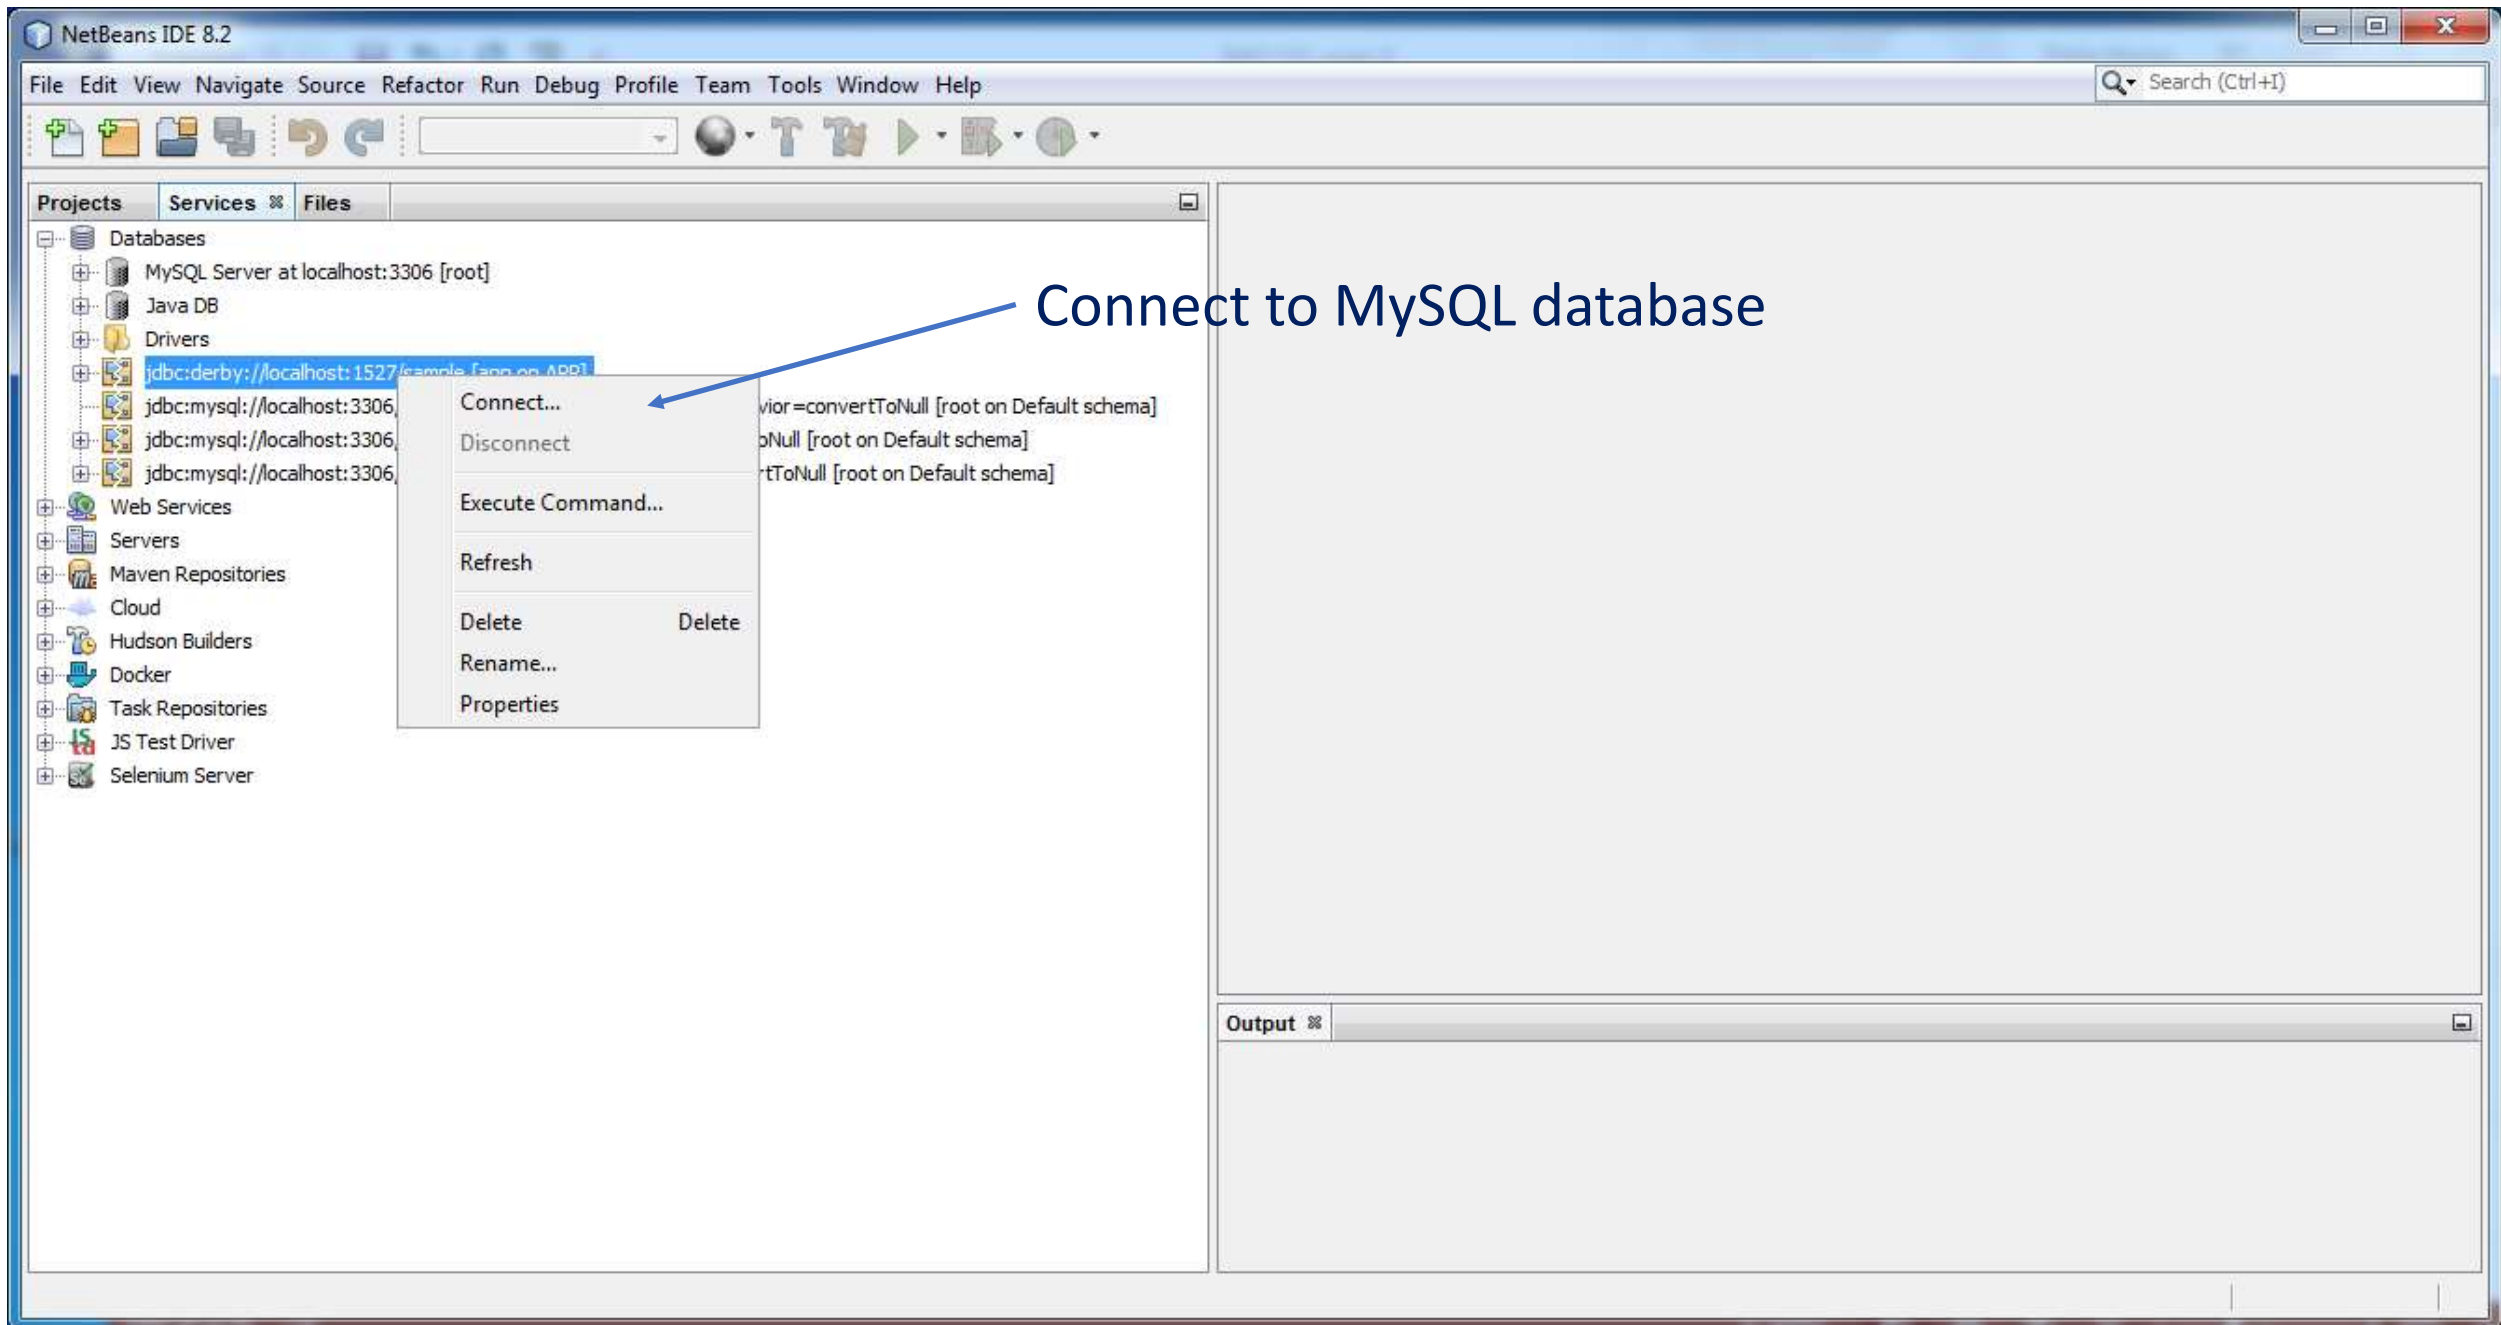 NetBeans IDE 8.2
File Edit View Navigate Source Refactor Run Debug Profile Team Tools Window Help
Search (Ctrl+I)
Projects Services Files
Databases
MySQL Server at localhost:3306 [root]
Java DB
Connect to MySQL database
Drivers
jdbc:derby://localhost:1527/sample [app on APP]
jdbc:mysql://localhost:3306, Connect... vior=convertToNull [root on Default schema]
jdbc:mysql://localhost:3306, Disconnect oNull [root on Default schema]
jdbc:mysql://localhost:3306, rtToNull [root on Default schema]
Web Services
Execute Command...
Servers
Refresh
Maven Repositories
Cloud
Delete Delete
Hudson Builders
Rename...
Docker
Properties
Task Repositories
JS Test Driver
Selenium Server
Output